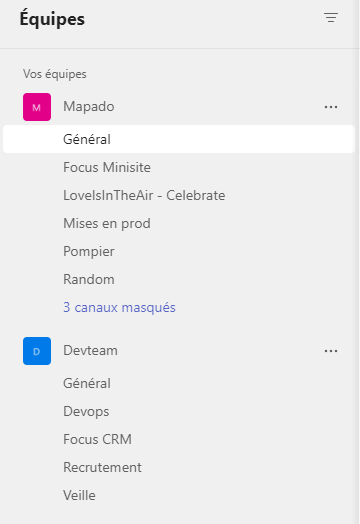 Équipes
Vos équipes
M Mapado ...
Général
Focus Minisite
LoveIsInTheAir - Celebrate
Mises en prod
Pompier
Random
3 canaux masqués
D Devteam ...
Général
Devops
Focus CRM
Recrutement
Veille